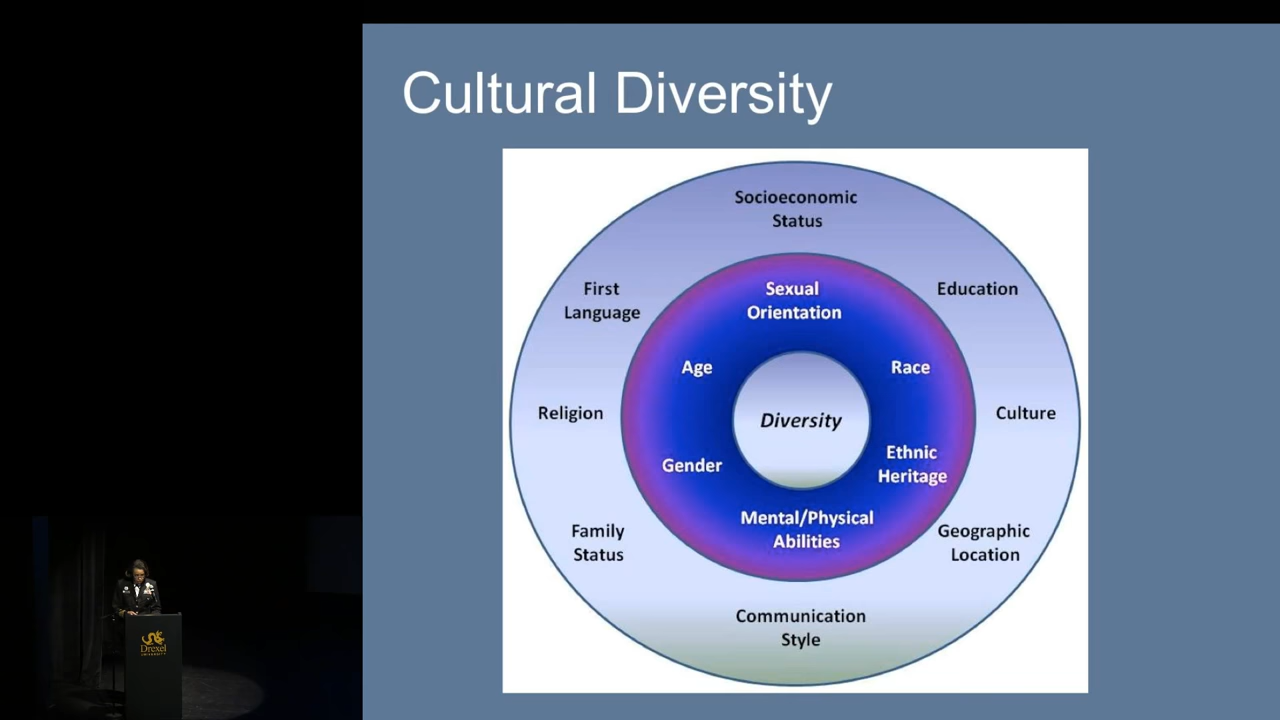 Cultural Diversity
Socioeconomic
Status
First
Language
Education
Sexual
Orientation
Age
Race
Religion
Diversity
Culture
Gender
Ethnic
Heritage
Mental/Physical
Abilities
Family
Status
Geographic
Location
Communication
Style
Drexel
UNIVERSITY